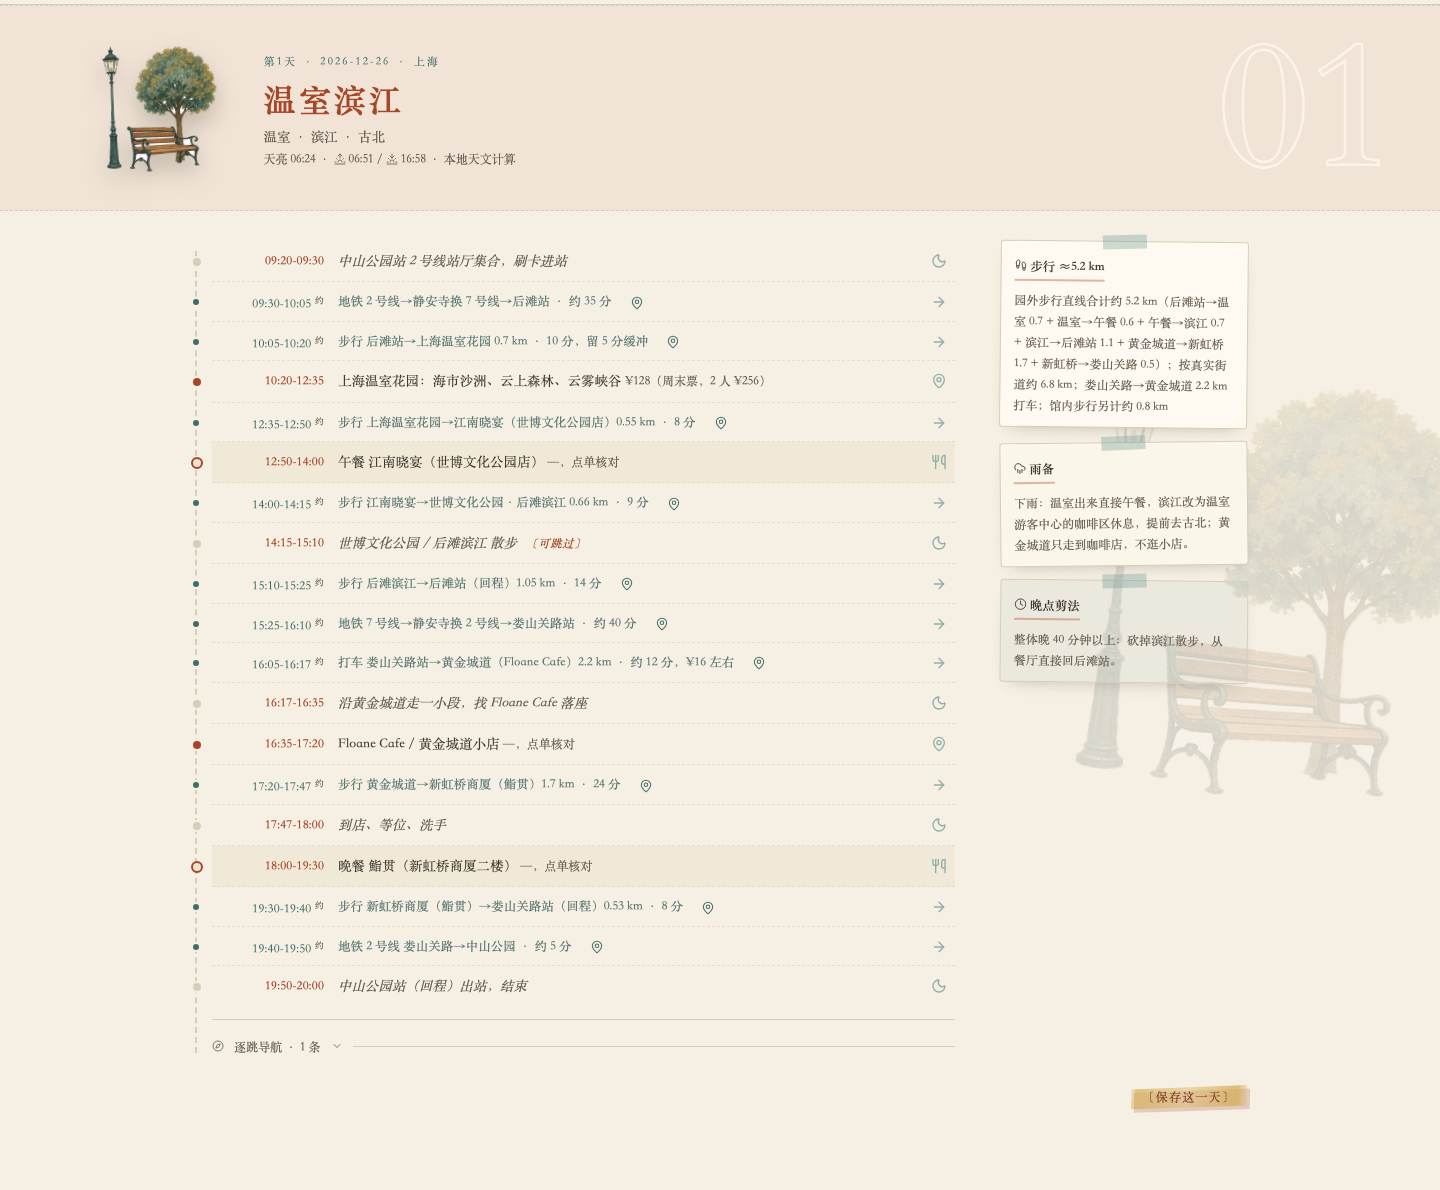 第1天 · 2026-12-26 · 上海
温室滨江
温室 · 滨江 · 古北
天亮 06:24 · 06:51 / 16:58 · 本地天文计算
01
09:20-09:30 中山公园站 2 号线站厅集合，刷卡进站
09:30-10:05 约 地铁 2 号线→静安寺换 7 号线→后滩站 · 约 35 分
10:05-10:20 约 步行 后滩站→上海温室花园 0.7 km · 10 分，留 5 分缓冲
10:20-12:35 上海温室花园：海市沙洲、云上森林、云雾峡谷 ¥128（周末票，2 人 ¥256）
12:35-12:50 约 步行 上海温室花园→江南晓宴（世博文化公园店）0.55 km · 8 分
12:50-14:00 午餐 江南晓宴（世博文化公园店） —，点单核对
14:00-14:15 约 步行 江南晓宴→世博文化公园 · 后滩滨江 0.66 km · 9 分
14:15-15:10 世博文化公园 / 后滩滨江 散步 〔可跳过〕
15:10-15:25 约 步行 后滩滨江→后滩站（回程）1.05 km · 14 分
15:25-16:10 约 地铁 7 号线→静安寺换 2 号线→娄山关路站 · 约 40 分
16:05-16:17 约 打车 娄山关路站→黄金城道（Floane Cafe）2.2 km · 约 12 分，¥16 左右
16:17-16:35 沿黄金城道走一小段，找 Floane Cafe 落座
16:35-17:20 Floane Cafe / 黄金城道小店 —，点单核对
17:20-17:47 约 步行 黄金城道→新虹桥商厦（鮨贯）1.7 km · 24 分
17:47-18:00 到店、等位、洗手
18:00-19:30 晚餐 鮨贯（新虹桥商厦二楼） —，点单核对
19:30-19:40 约 步行 新虹桥商厦（鮨贯）→娄山关路站（回程）0.53 km · 8 分
19:40-19:50 约 地铁 2 号线 娄山关路→中山公园 · 约 5 分
19:50-20:00 中山公园站（回程）出站，结束
逐跳导航 · 1 条
步行 ≈5.2 km
园外步行直线合计约 5.2 km（后滩站→温
室 0.7 + 温室→午餐 0.6 + 午餐→滨江 0.7
+ 滨江→后滩站 1.1 + 黄金城道→新虹桥
1.7 + 新虹桥→娄山关路 0.5）；按真实街
道约 6.8 km；娄山关路→黄金城道 2.2 km
打车；馆内步行另计约 0.8 km
雨备
下雨：温室出来直接午餐，滨江改为温室
游客中心的咖啡区休息，提前去古北；黄
金城道只走到咖啡店，不逛小店。
晚点剪法
整体晚 40 分钟以上：砍掉滨江散步，从
餐厅直接回后滩站。
〔保存这一天〕